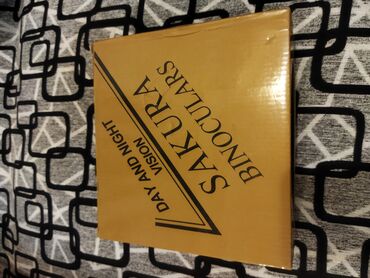 SAKURA
BINOCULARS
DAY AND NIGHT
VISION